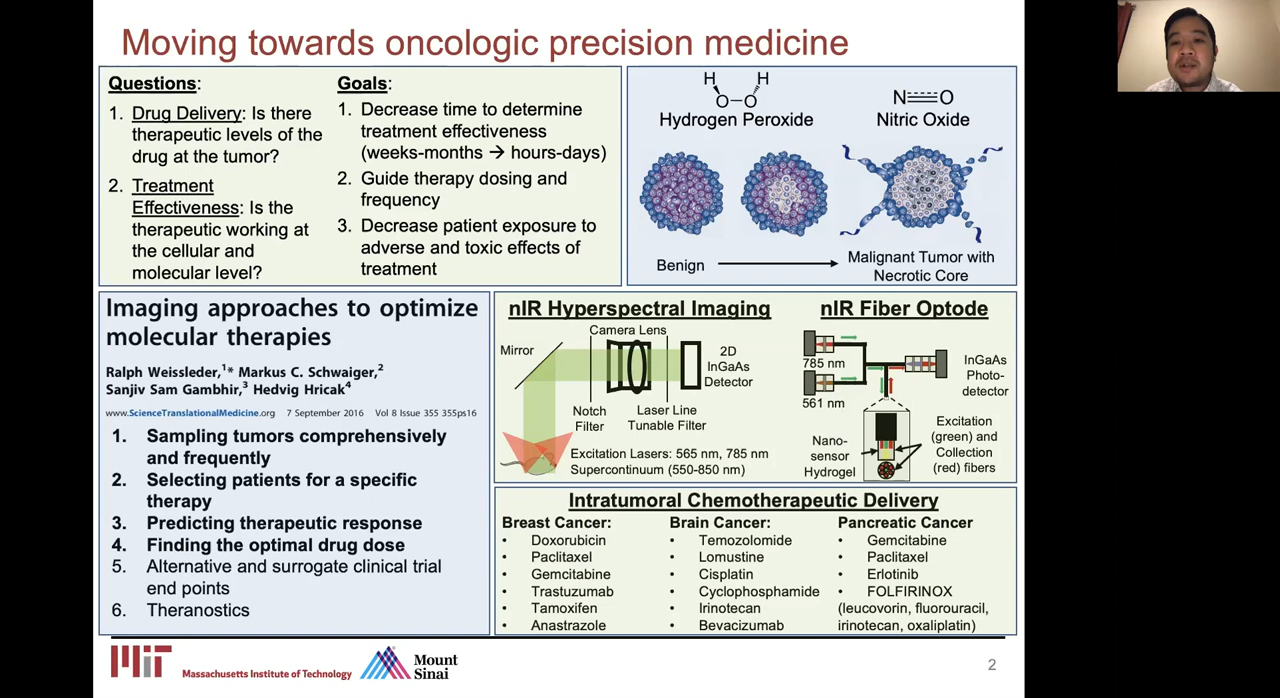 Moving towards oncologic precision medicine
Questions:
1. Drug Delivery: Is there
therapeutic levels of the
drug at the tumor?
2. Treatment
Effectiveness: Is the
therapeutic working at
the cellular and
molecular level?
Goals:
1. Decrease time to determine
treatment effectiveness
(weeks-months → hours-days)
2. Guide therapy dosing and
frequency
3. Decrease patient exposure to
adverse and toxic effects of
treatment
H H
O–O
Hydrogen Peroxide
N O
Nitric Oxide
Benign
Malignant Tumor with
Necrotic Core
Imaging approaches to optimize
molecular therapies
Ralph Weissleder,1* Markus C. Schwaiger,2
Sanjiv Sam Gambhir,3 Hedvig Hricak4
www.ScienceTranslationalMedicine.org 7 September 2016 Vol 8 Issue 355 355ps16
1. Sampling tumors comprehensively
and frequently
2. Selecting patients for a specific
therapy
3. Predicting therapeutic response
4. Finding the optimal drug dose
5. Alternative and surrogate clinical trial
end points
6. Theranostics
nIR Hyperspectral Imaging
Camera Lens
Mirror
2D
InGaAs
Detector
Notch
Filter
Laser Line
Tunable Filter
Excitation Lasers: 565 nm, 785 nm
Supercontinuum (550-850 nm)
nIR Fiber Optode
785 nm
561 nm
InGaAs
Photo-
detector
Nano-
sensor
Hydrogel
Excitation
(green) and
Collection
(red) fibers
Intratumoral Chemotherapeutic Delivery
Breast Cancer:
• Doxorubicin
• Paclitaxel
• Gemcitabine
• Trastuzumab
• Tamoxifen
• Anastrazole
Brain Cancer:
• Temozolomide
• Lomustine
• Cisplatin
• Cyclophosphamide
• Irinotecan
• Bevacizumab
Pancreatic Cancer
• Gemcitabine
• Paclitaxel
• Erlotinib
• FOLFIRINOX
(leucovorin, fluorouracil,
irinotecan, oxaliplatin)
MIT
Massachusetts Institute of Technology
Mount
Sinai
2